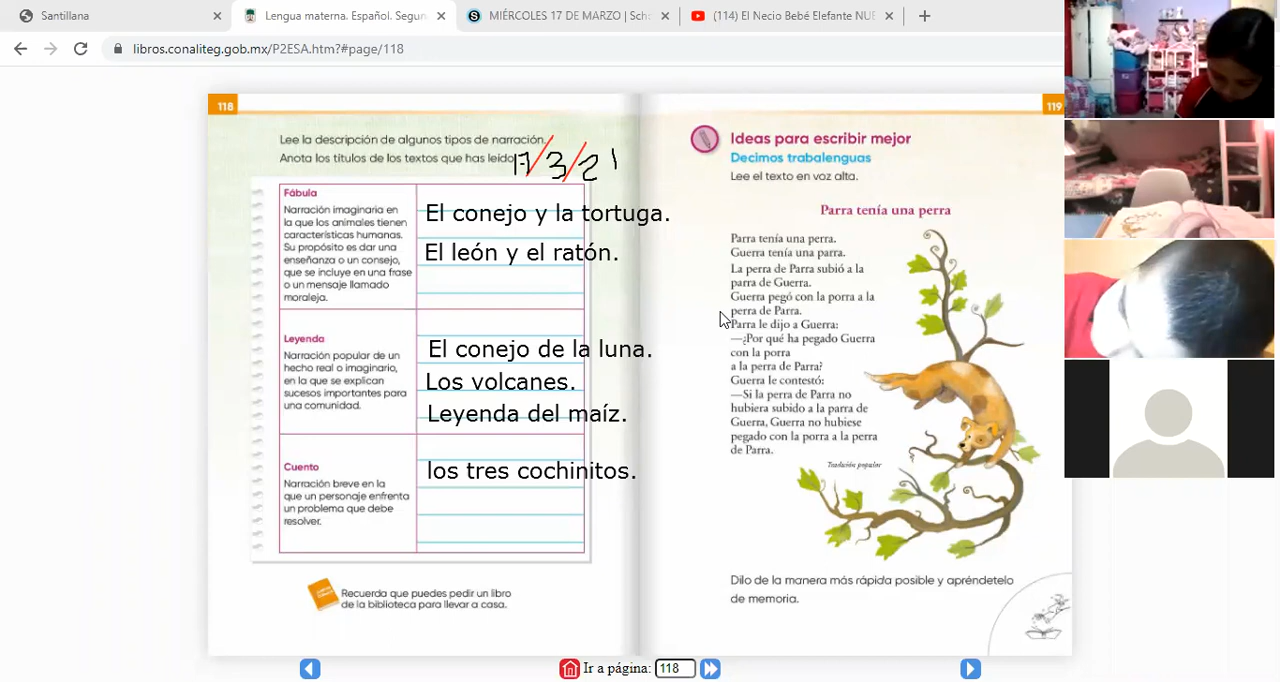 Santillana
Lengua materna. Español. Segun
MIÉRCOLES 17 DE MARZO | Sch
(114) El Necio Bebé Elefante NUE
libros.conaliteg.gob.mx/P2ESA.htm?#page/118
118
Lee la descripción de algunos tipos de narración.
Anota los títulos de los textos que has leído.
17/3/21
Fábula
Narración imaginaria en
la que los animales tienen
características humanas.
Su propósito es dar una
enseñanza o un consejo,
que se incluye en una frase
o un mensaje llamado
moraleja.
El conejo y la tortuga.
El león y el ratón.
Leyenda
Narración popular de un
hecho real o imaginario,
en la que se explican
sucesos importantes para
una comunidad.
El conejo de la luna.
Los volcanes.
Leyenda del maíz.
Cuento
Narración breve en la
que un personaje enfrenta
un problema que debe
resolver.
los tres cochinitos.
Recuerda que puedes pedir un libro
de la biblioteca para llevar a casa.
119
Ideas para escribir mejor
Decimos trabalenguas
Lee el texto en voz alta.
Parra tenía una perra
Parra tenía una perra.
Guerra tenía una parra.
La perra de Parra subió a la
parra de Guerra.
Guerra pegó con la porra a la
perra de Parra.
Parra le dijo a Guerra:
—¿Por qué ha pegado Guerra
con la porra
a la perra de Parra?
Guerra le contestó:
—Si la perra de Parra no
hubiera subido a la parra de
Guerra, Guerra no hubiese
pegado con la porra a la perra
de Parra.
Tradición popular
Dilo de la manera más rápida posible y apréndetelo
de memoria.
Ir a página: 118